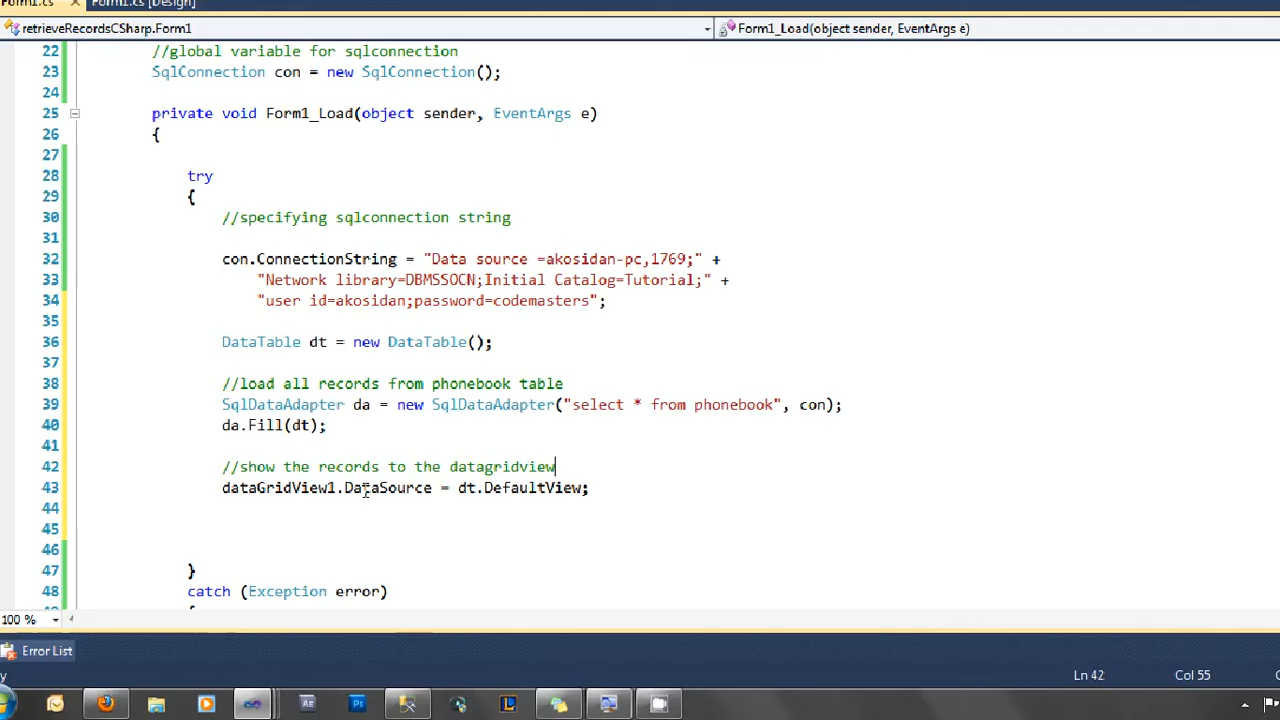 Form1.cs × Form1.cs [Design]
retrieveRecordsCSharp.Form1 Form1_Load(object sender, EventArgs e)
22 //global variable for sqlconnection
23 SqlConnection con = new SqlConnection();
24
25 private void Form1_Load(object sender, EventArgs e)
26 {
27
28 try
29 {
30 //specifying sqlconnection string
31
32 con.ConnectionString = "Data source =akosidan-pc,1769;" +
33 "Network library=DBMSSOCN;Initial Catalog=Tutorial;" +
34 "user id=akosidan;password=codemasters";
35
36 DataTable dt = new DataTable();
37
38 //load all records from phonebook table
39 SqlDataAdapter da = new SqlDataAdapter("select * from phonebook", con);
40 da.Fill(dt);
41
42 //show the records to the datagridview
43 dataGridView1.DataSource = dt.DefaultView;
44
45
46
47 }
48 catch (Exception error)
100 %
Error List
Ln 42 Col 55
AE Ps L